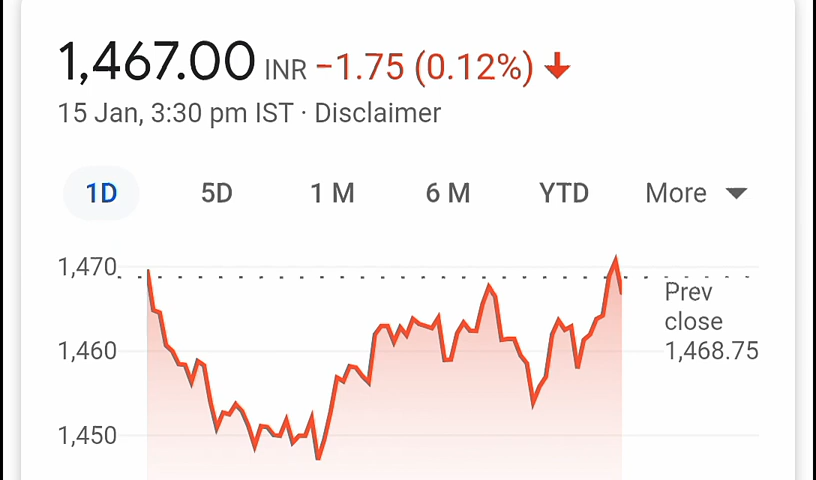 1,467.00 INR −1.75 (0.12%)
15 Jan, 3:30 pm IST · Disclaimer
1D 5D 1 M 6 M YTD More
1,470
Prev
close
1,468.75
1,460
1,450